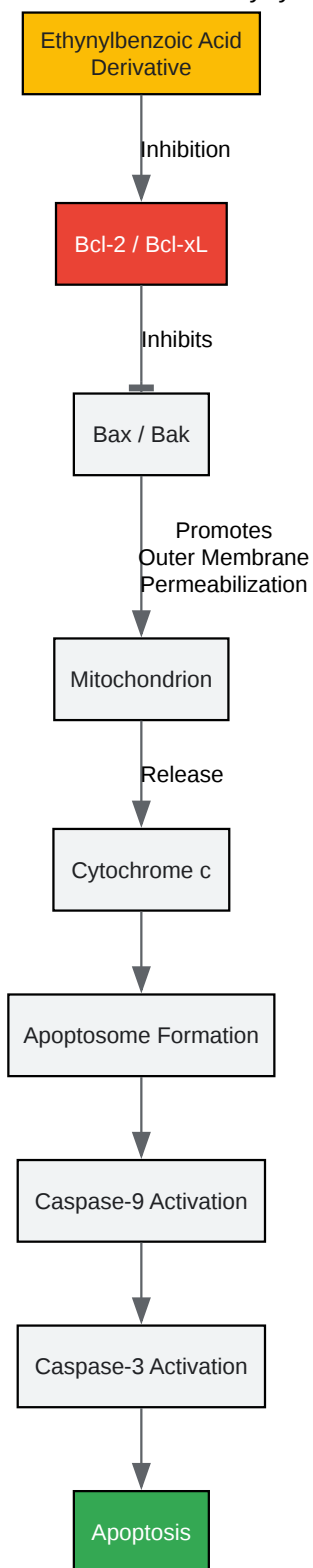 Ethynylbenzoic Acid
Derivative
Inhibition
Bcl-2 / Bcl-xL
Inhibits
Bax / Bak
Promotes
Outer Membrane
Permeabilization
Mitochondrion
Release
Cytochrome c
Apoptosome Formation
Caspase-9 Activation
Caspase-3 Activation
Apoptosis